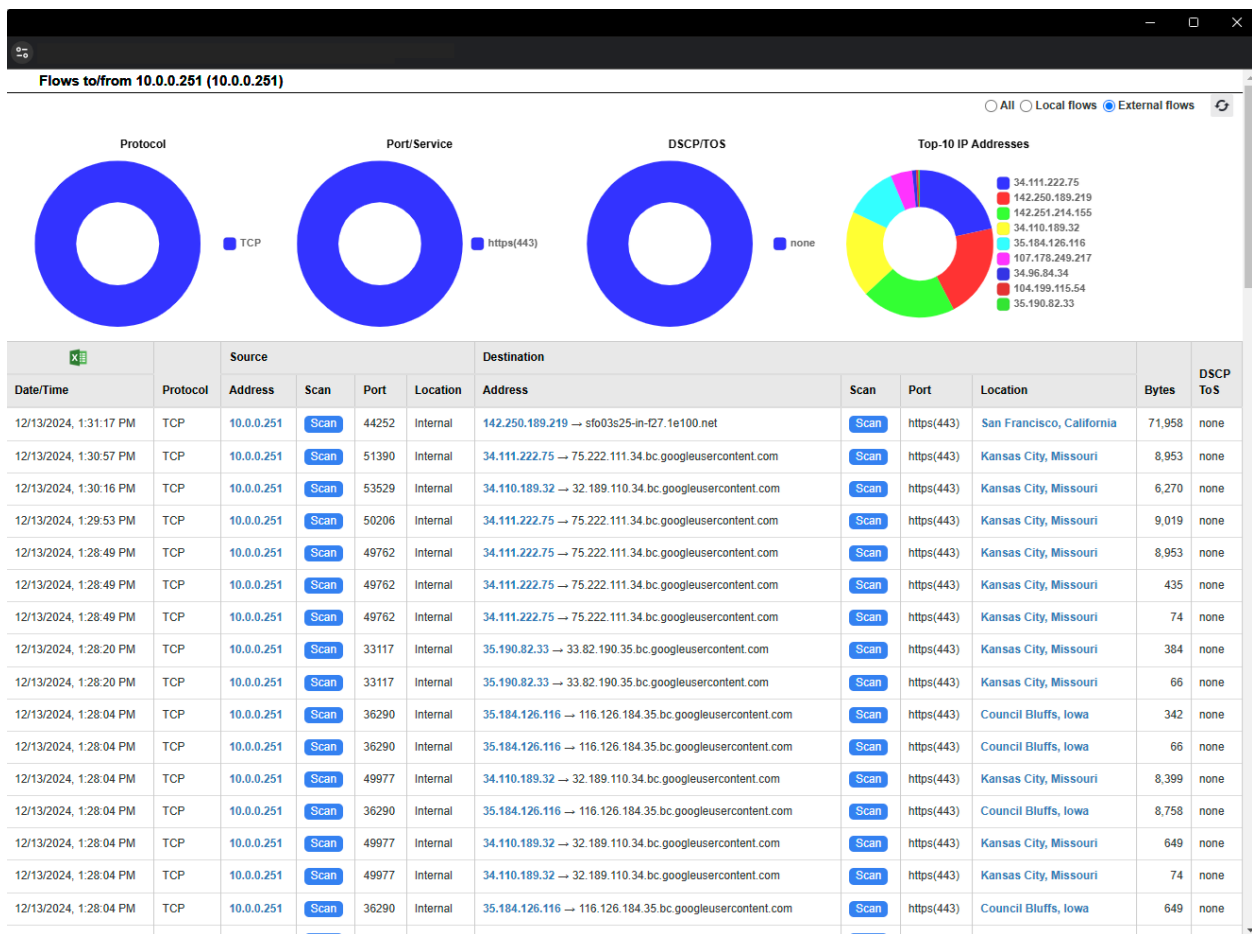 Flows to/from 10.0.0.251 (10.0.0.251)
All Local flows External flows
Protocol Port/Service DSCP/TOS Top-10 IP Addresses
TCP
https(443)
none
34.111.222.75
142.250.189.219
142.251.214.155
34.110.189.32
35.184.126.116
107.178.249.217
34.96.84.34
104.199.115.54
35.190.82.33
Source Destination
Date/Time Protocol Address Scan Port Location Address Scan Port Location Bytes DSCP ToS
12/13/2024, 1:31:17 PM TCP 10.0.0.251 Scan 44252 Internal 142.250.189.219 → sfo03s25-in-f27.1e100.net Scan https(443) San Francisco, California 71,958 none
12/13/2024, 1:30:57 PM TCP 10.0.0.251 Scan 51390 Internal 34.111.222.75 → 75.222.111.34.bc.googleusercontent.com Scan https(443) Kansas City, Missouri 8,953 none
12/13/2024, 1:30:16 PM TCP 10.0.0.251 Scan 53529 Internal 34.110.189.32 → 32.189.110.34.bc.googleusercontent.com Scan https(443) Kansas City, Missouri 6,270 none
12/13/2024, 1:29:53 PM TCP 10.0.0.251 Scan 50206 Internal 34.111.222.75 → 75.222.111.34.bc.googleusercontent.com Scan https(443) Kansas City, Missouri 9,019 none
12/13/2024, 1:28:49 PM TCP 10.0.0.251 Scan 49762 Internal 34.111.222.75 → 75.222.111.34.bc.googleusercontent.com Scan https(443) Kansas City, Missouri 8,953 none
12/13/2024, 1:28:49 PM TCP 10.0.0.251 Scan 49762 Internal 34.111.222.75 → 75.222.111.34.bc.googleusercontent.com Scan https(443) Kansas City, Missouri 435 none
12/13/2024, 1:28:49 PM TCP 10.0.0.251 Scan 49762 Internal 34.111.222.75 → 75.222.111.34.bc.googleusercontent.com Scan https(443) Kansas City, Missouri 74 none
12/13/2024, 1:28:20 PM TCP 10.0.0.251 Scan 33117 Internal 35.190.82.33 → 33.82.190.35.bc.googleusercontent.com Scan https(443) Kansas City, Missouri 384 none
12/13/2024, 1:28:20 PM TCP 10.0.0.251 Scan 33117 Internal 35.190.82.33 → 33.82.190.35.bc.googleusercontent.com Scan https(443) Kansas City, Missouri 66 none
12/13/2024, 1:28:04 PM TCP 10.0.0.251 Scan 36290 Internal 35.184.126.116 → 116.126.184.35.bc.googleusercontent.com Scan https(443) Council Bluffs, Iowa 342 none
12/13/2024, 1:28:04 PM TCP 10.0.0.251 Scan 36290 Internal 35.184.126.116 → 116.126.184.35.bc.googleusercontent.com Scan https(443) Council Bluffs, Iowa 66 none
12/13/2024, 1:28:04 PM TCP 10.0.0.251 Scan 49977 Internal 34.110.189.32 → 32.189.110.34.bc.googleusercontent.com Scan https(443) Kansas City, Missouri 8,399 none
12/13/2024, 1:28:04 PM TCP 10.0.0.251 Scan 36290 Internal 35.184.126.116 → 116.126.184.35.bc.googleusercontent.com Scan https(443) Council Bluffs, Iowa 8,758 none
12/13/2024, 1:28:04 PM TCP 10.0.0.251 Scan 49977 Internal 34.110.189.32 → 32.189.110.34.bc.googleusercontent.com Scan https(443) Kansas City, Missouri 649 none
12/13/2024, 1:28:04 PM TCP 10.0.0.251 Scan 49977 Internal 34.110.189.32 → 32.189.110.34.bc.googleusercontent.com Scan https(443) Kansas City, Missouri 74 none
12/13/2024, 1:28:04 PM TCP 10.0.0.251 Scan 36290 Internal 35.184.126.116 → 116.126.184.35.bc.googleusercontent.com Scan https(443) Council Bluffs, Iowa 649 none